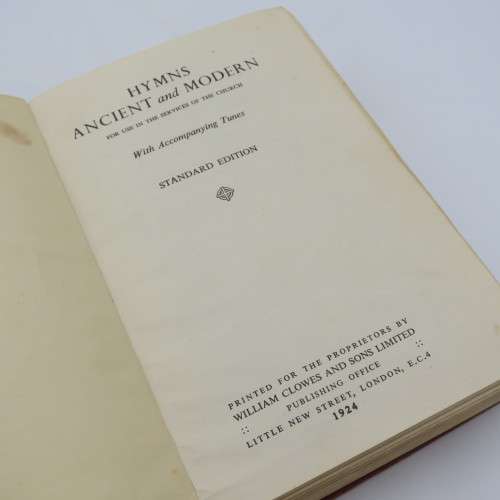 HYMNS
ANCIENT and MODERN
FOR USE IN THE SERVICES OF THE CHURCH
With Accompanying Tunes
STANDARD EDITION
PRINTED FOR THE PROPRIETORS BY
WILLIAM CLOWES AND SONS LIMITED
PUBLISHING OFFICE
LITTLE NEW STREET, LONDON, E.C.4
1924